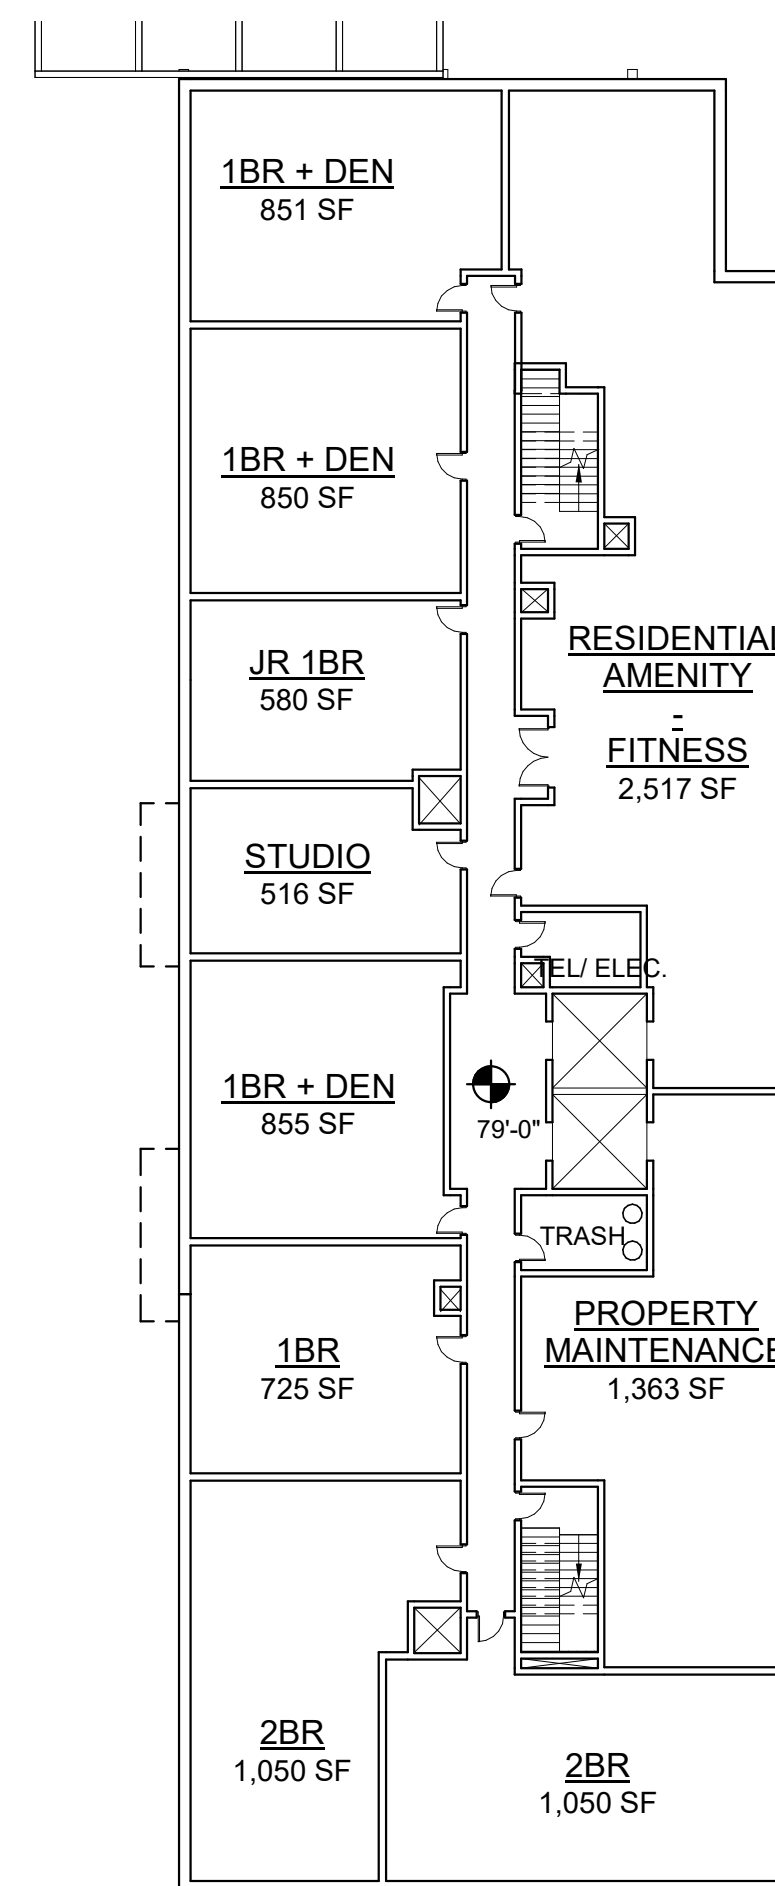 1BR + DEN
851 SF
1BR + DEN
850 SF
JR 1BR
580 SF
RESIDENTIAL
AMENITY
-
FITNESS
2,517 SF
STUDIO
516 SF
TEL/ ELEC.
1BR + DEN
855 SF
79'-0"
TRASH
1BR
725 SF
PROPERTY
MAINTENANCE
1,363 SF
2BR
1,050 SF
2BR
1,050 SF